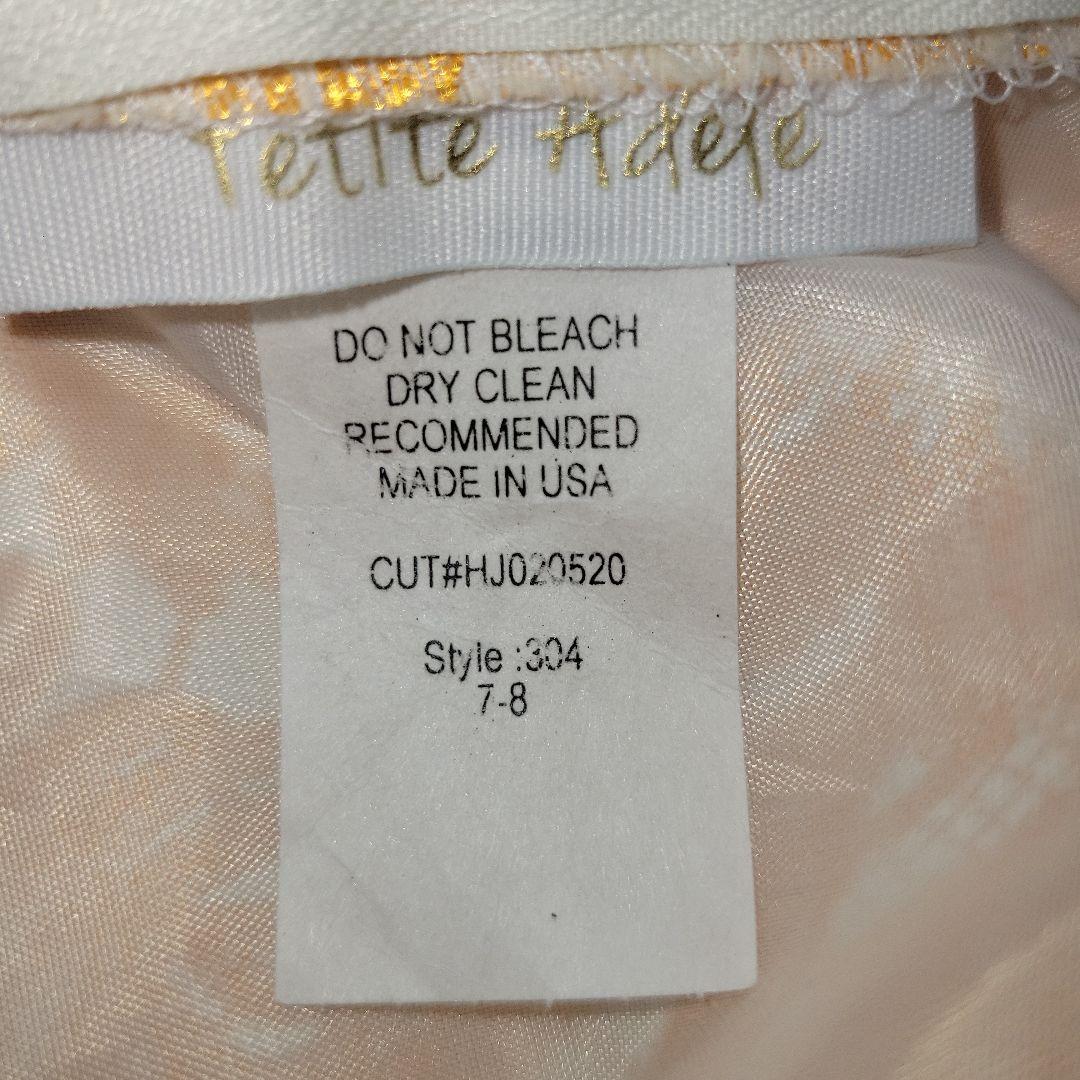 Petite Adele
DO NOT BLEACH
DRY CLEAN
RECOMMENDED
MADE IN USA
CUT#HJ020520
Style :304
7-8